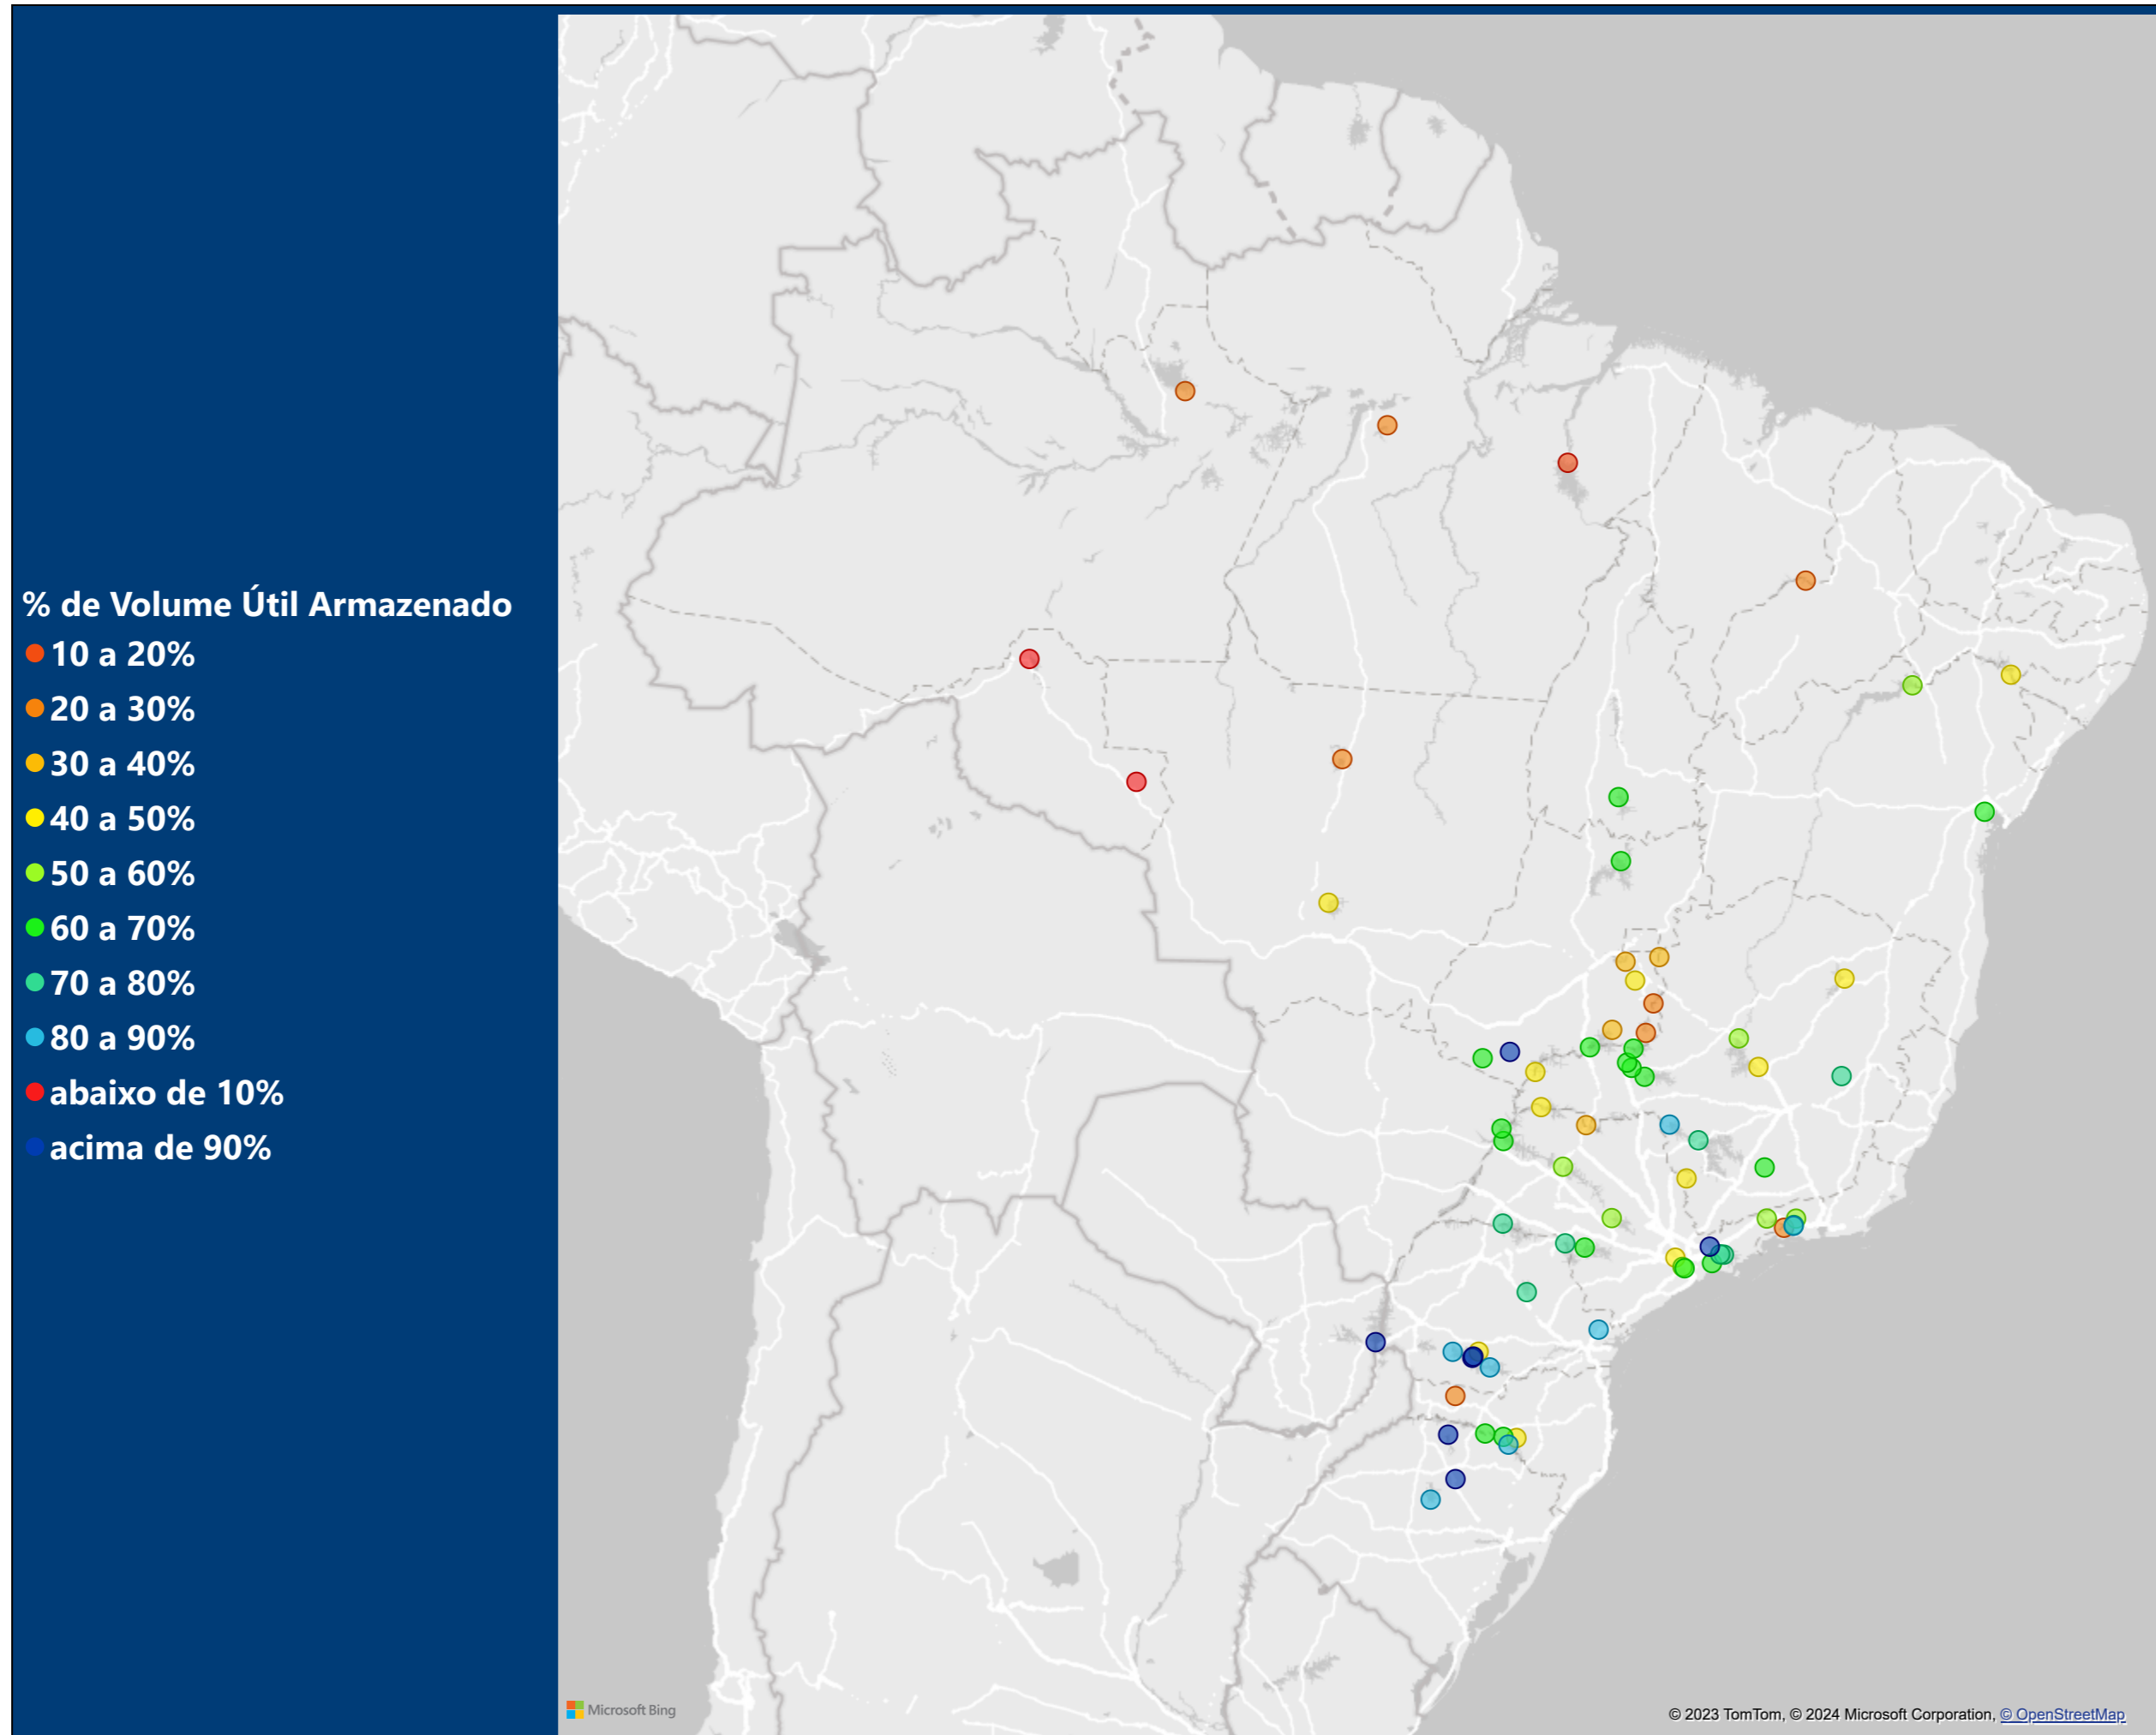 % de Volume Útil Armazenado
10 a 20%
20 a 30%
30 a 40%
40 a 50%
50 a 60%
60 a 70%
70 a 80%
80 a 90%
abaixo de 10%
acima de 90%
Microsoft Bing
© 2023 TomTom, © 2024 Microsoft Corporation, © OpenStreetMap